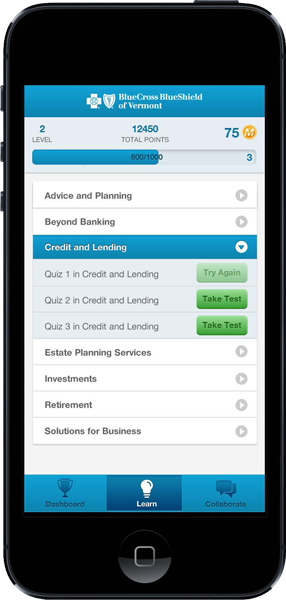 BlueCross BlueShield
of Vermont
2
LEVEL
12450
TOTAL POINTS
75 M
600/1000
3
Advice and Planning
Beyond Banking
Credit and Lending
Quiz 1 in Credit and Lending
Try Again
Quiz 2 in Credit and Lending
Take Test
Quiz 3 in Credit and Lending
Take Test
Estate Planning Services
Investments
Retirement
Solutions for Business
Dashboard
Learn
Collaborate